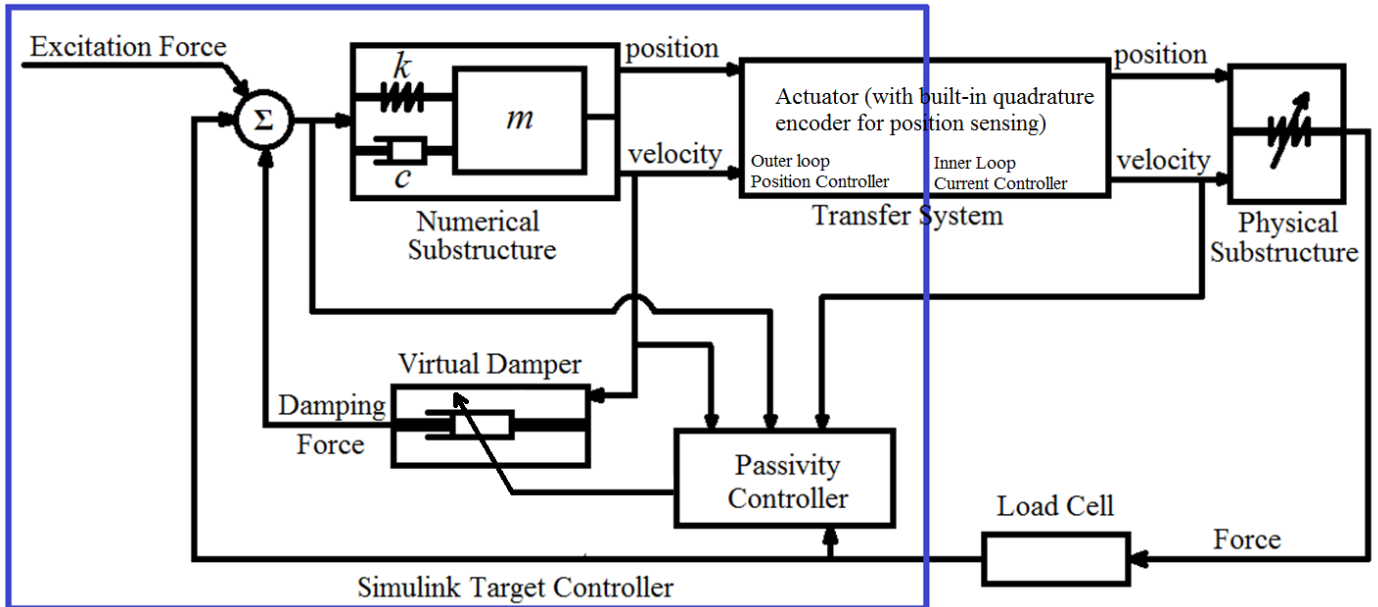 Excitation Force
Σ
k
c
m
Numerical
Substructure
position
velocity
Actuator (with built-in quadrature
encoder for position sensing)
Outer loop
Position Controller
Inner Loop
Current Controller
Transfer System
position
velocity
Physical
Substructure
Virtual Damper
Damping
Force
Passivity
Controller
Load Cell
Force
Simulink Target Controller